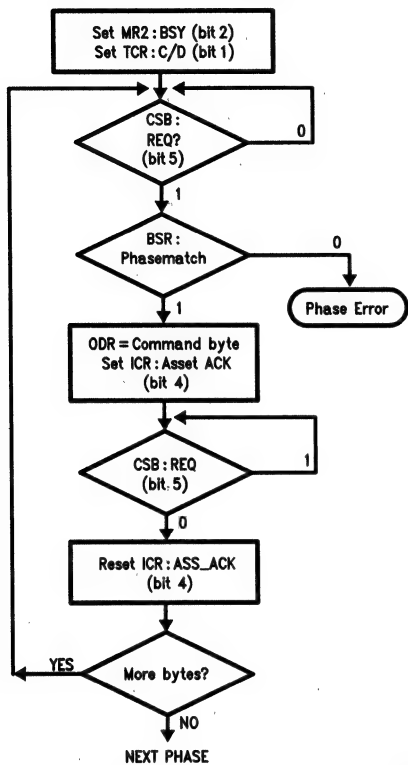 Set MR2:BSY (bit 2)
Set TCR:C/D (bit 1)
CSB:
REQ?
(bit 5)
0
1
BSR:
Phasematch
0
Phase Error
1
ODR=Command byte
Set ICR:Asset ACK
(bit 4)
CSB:REQ
(bit 5)
1
0
Reset ICR:ASS_ACK
(bit 4)
YES
More bytes?
NO
NEXT PHASE